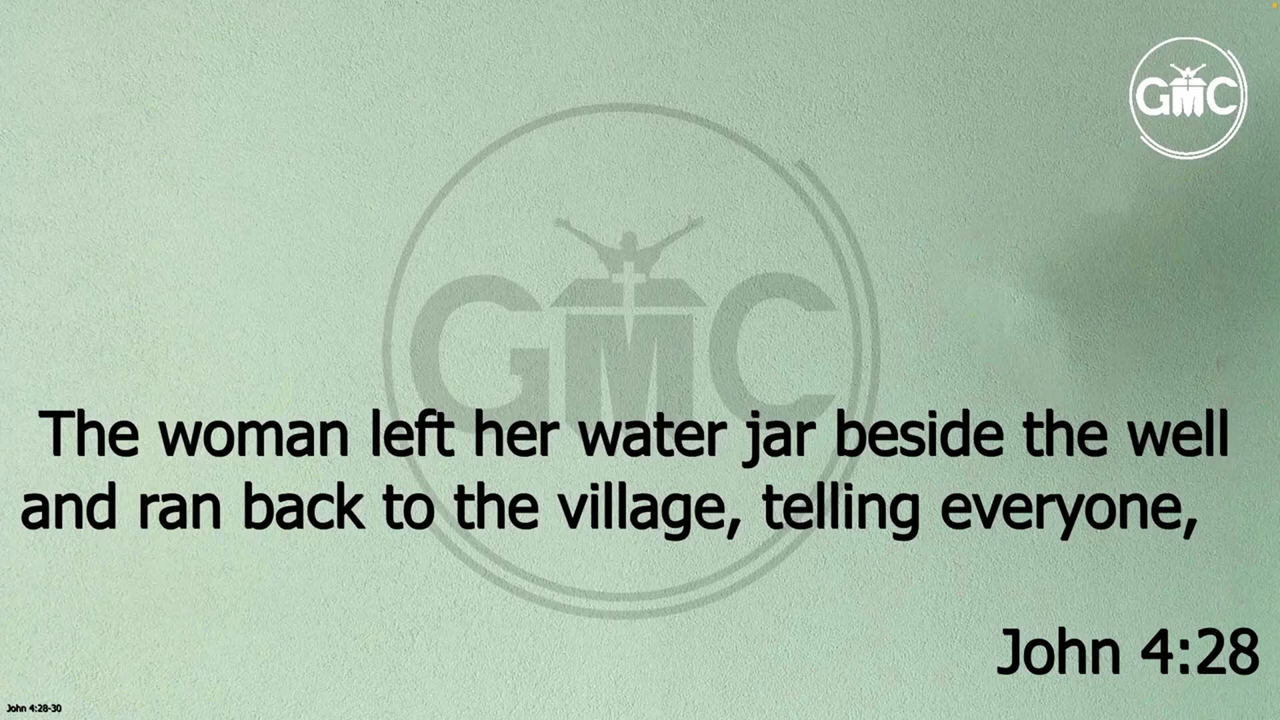 GMC
GMC
The woman left her water jar beside the well
and ran back to the village, telling everyone,
John 4:28
John 4:28-30